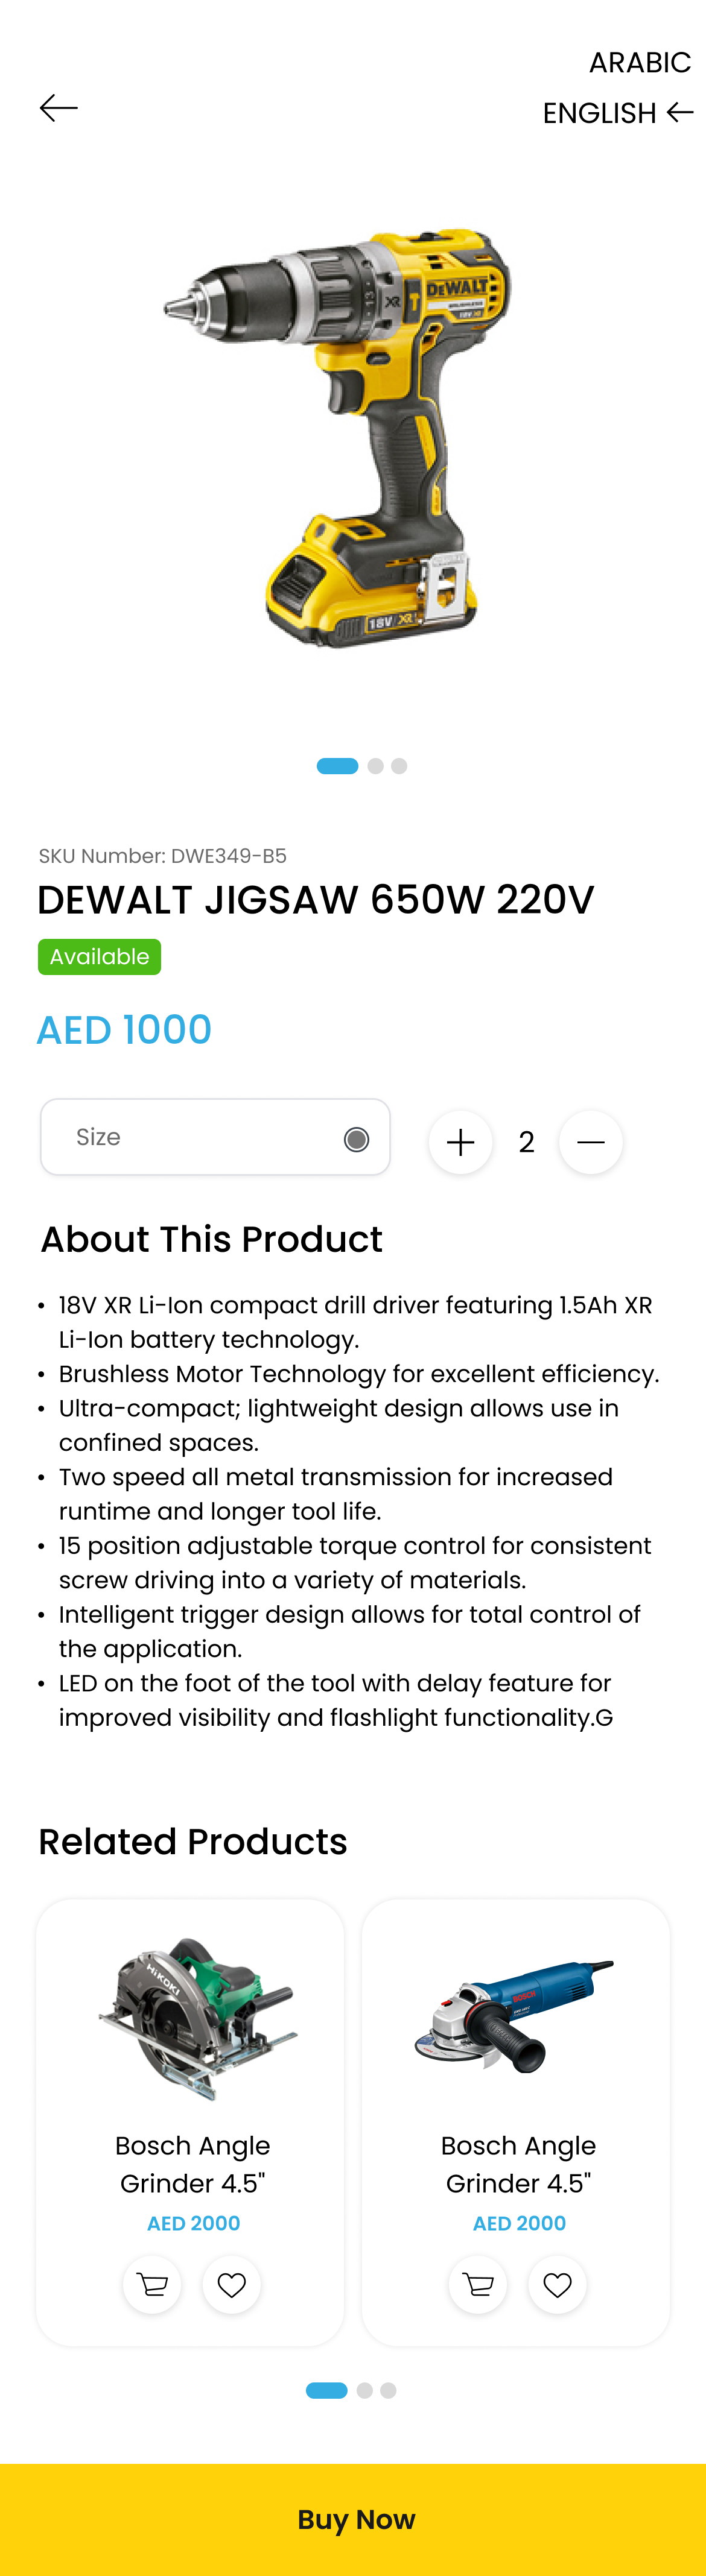 ARABIC
ENGLISH
DEWALT
BRUSHLESS
18V XR
13
XR
18V XR
SKU Number: DWE349-B5
DEWALT JIGSAW 650W 220V
Available
AED 1000
Size
2
About This Product
• 18V XR Li-Ion compact drill driver featuring 1.5Ah XR
Li-Ion battery technology.
• Brushless Motor Technology for excellent efficiency.
• Ultra-compact; lightweight design allows use in
confined spaces.
• Two speed all metal transmission for increased
runtime and longer tool life.
• 15 position adjustable torque control for consistent
screw driving into a variety of materials.
• Intelligent trigger design allows for total control of
the application.
• LED on the foot of the tool with delay feature for
improved visibility and flashlight functionality.G
Related Products
HiKOKI
BOSCH
Bosch Angle
Grinder 4.5"
AED 2000
Bosch Angle
Grinder 4.5"
AED 2000
Buy Now